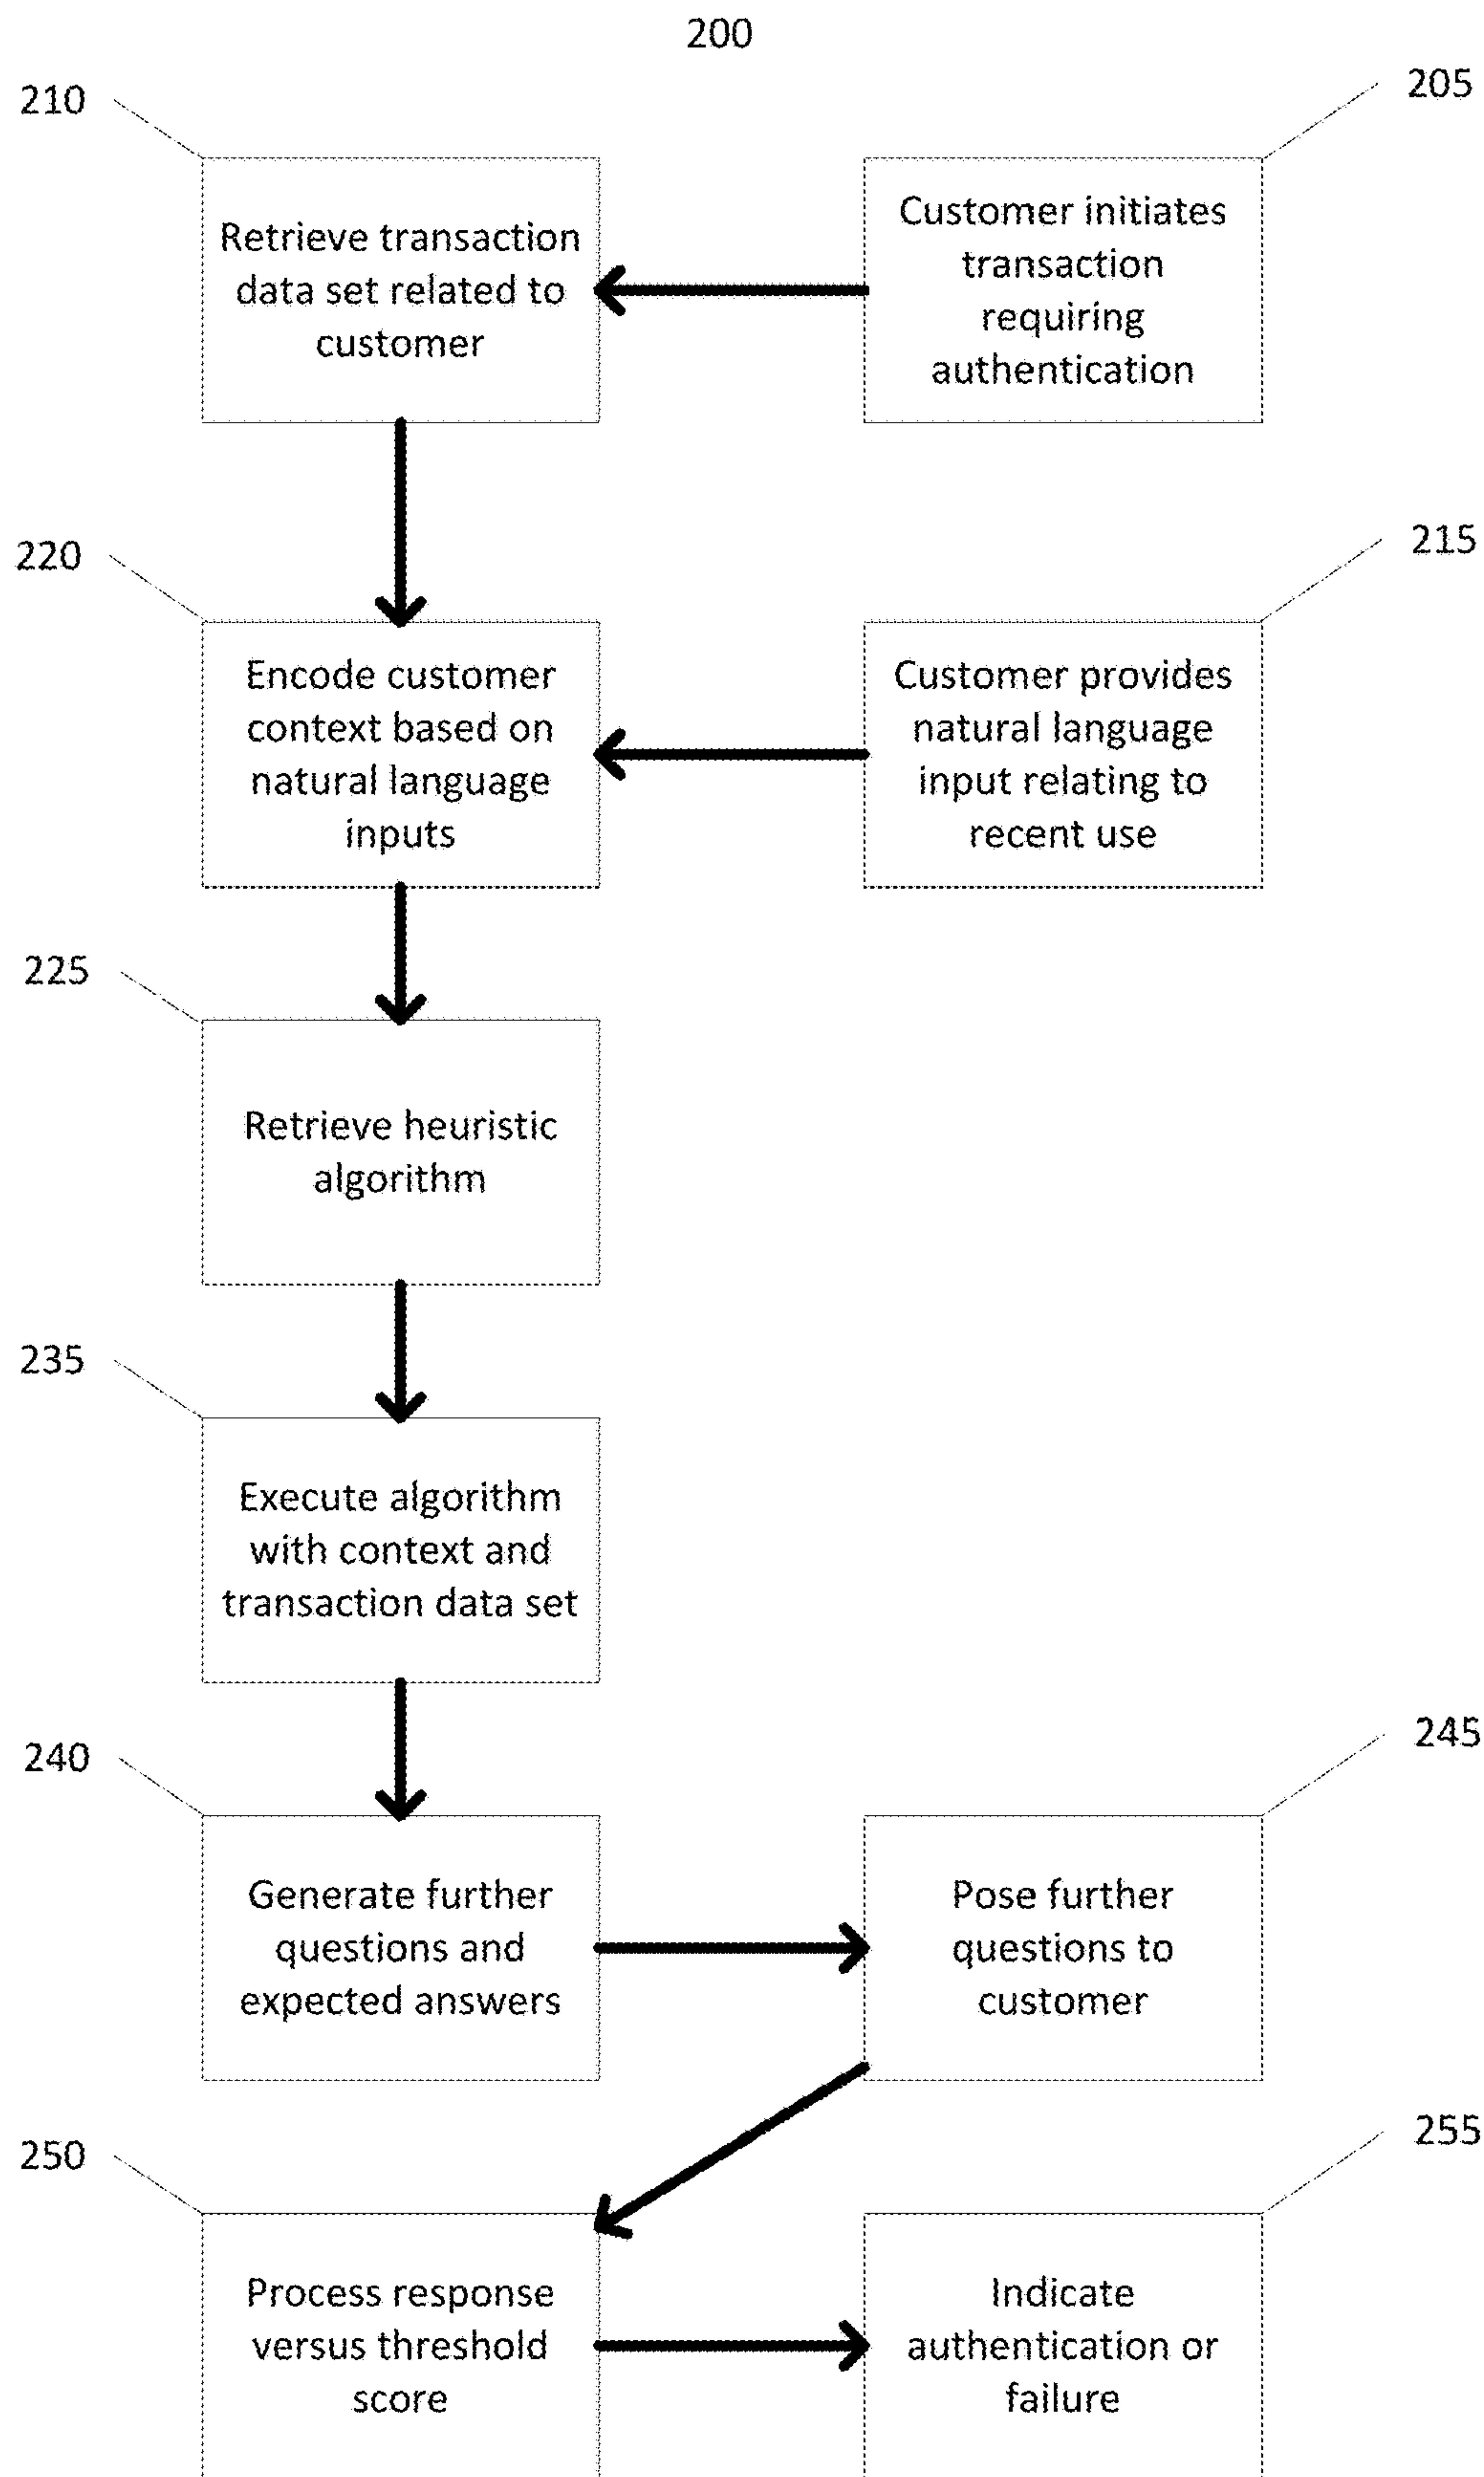 200
210
205
Retrieve transaction
data set related to
customer
Customer initiates
transaction
requiring
authentication
220
215
Encode customer
context based on
natural language
inputs
Customer provides
natural language
input relating to
recent use
225
Retrieve heuristic
algorithm
235
Execute algorithm
with context and
transaction data set
240
245
Generate further
questions and
expected answers
Pose further
questions to
customer
250
255
Process response
versus threshold
score
Indicate
authentication or
failure